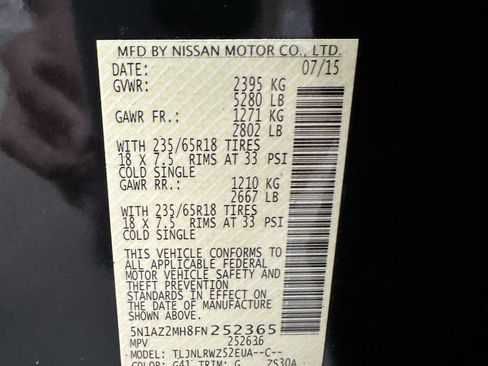 MFD BY NISSAN MOTOR CO., LTD.
DATE: 07/15
GVWR: 2395 KG
5280 LB
GAWR FR.: 1271 KG
2802 LB
WITH 235/65R18 TIRES
18 X 7.5 RIMS AT 33 PSI
COLD SINGLE
GAWR RR.: 1210 KG
2667 LB
WITH 235/65R18 TIRES
18 X 7.5 RIMS AT 33 PSI
COLD SINGLE
THIS VEHICLE CONFORMS TO
ALL APPLICABLE FEDERAL
MOTOR VEHICLE SAFETY AND
THEFT PREVENTION
STANDARDS IN EFFECT ON
THE DATE OF MANUFACTURE
SHOWN ABOVE.
5N1AZ2MH8FN252365
MPV 252636
MODEL: TLJNLRWZ52EUA--C--
COLOR: G41 TRIM: G ZS30A